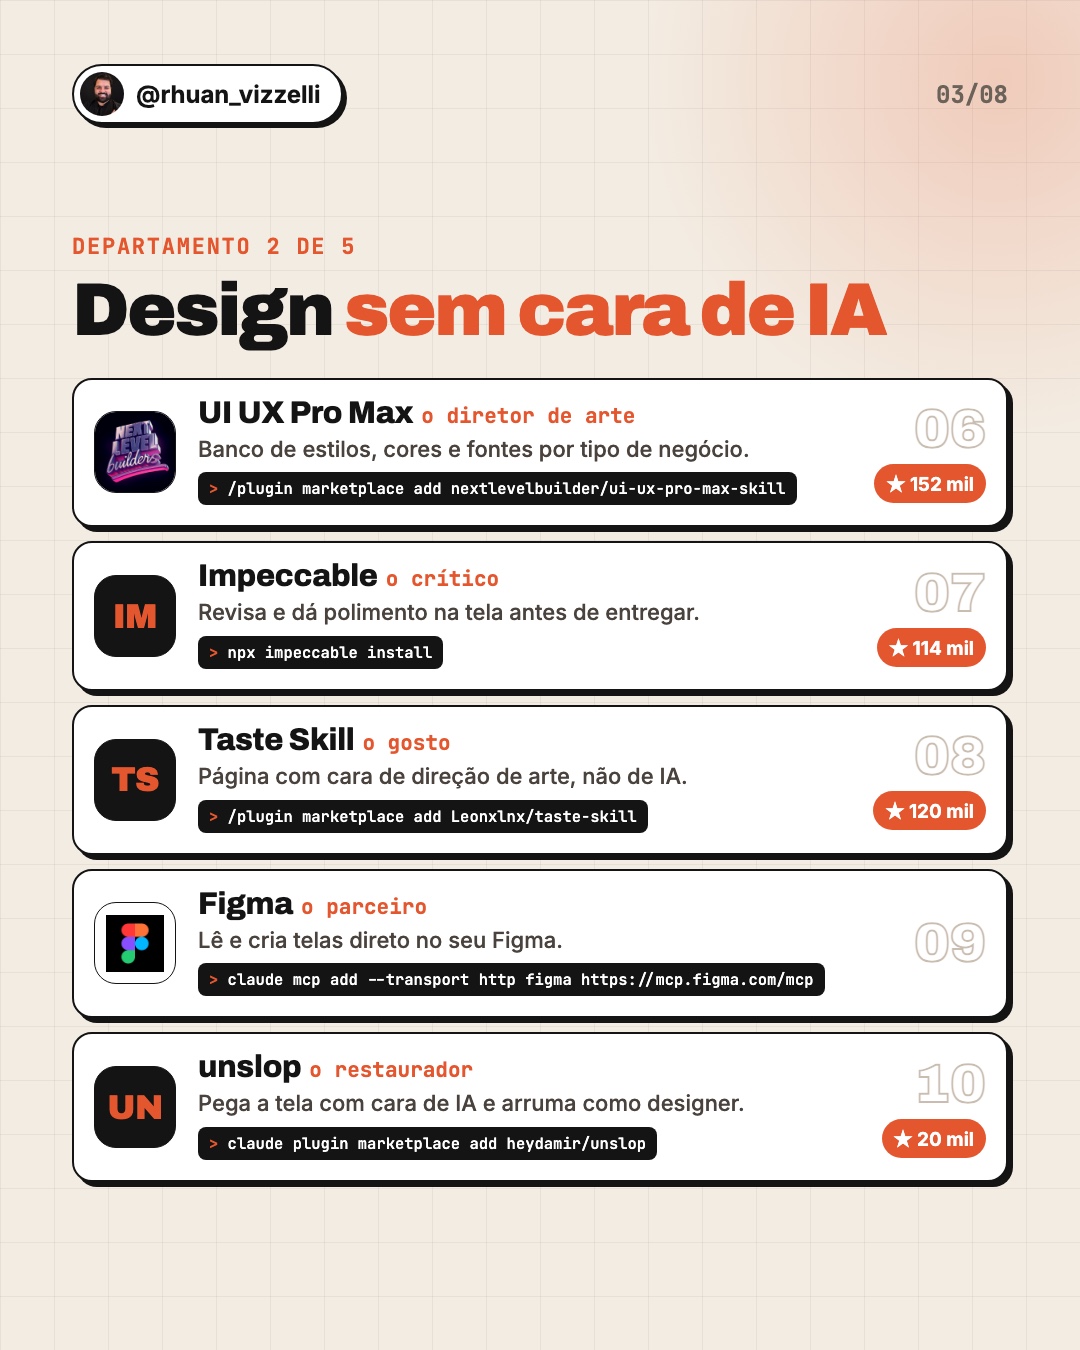 @rhuan_vizzelli
03/08
DEPARTAMENTO 2 DE 5
Design sem cara de IA
NEXT
LEVEL
builders
UI UX Pro Max o diretor de arte
Banco de estilos, cores e fontes por tipo de negócio.
> /plugin marketplace add nextlevelbuilder/ui-ux-pro-max-skill
06
★ 152 mil
IM
Impeccable o crítico
Revisa e dá polimento na tela antes de entregar.
> npx impeccable install
07
★ 114 mil
TS
Taste Skill o gosto
Página com cara de direção de arte, não de IA.
> /plugin marketplace add Leonxlnx/taste-skill
08
★ 120 mil
Figma o parceiro
Lê e cria telas direto no seu Figma.
> claude mcp add --transport http figma https://mcp.figma.com/mcp
09
UN
unslop o restaurador
Pega a tela com cara de IA e arruma como designer.
> claude plugin marketplace add heydamir/unslop
10
★ 20 mil